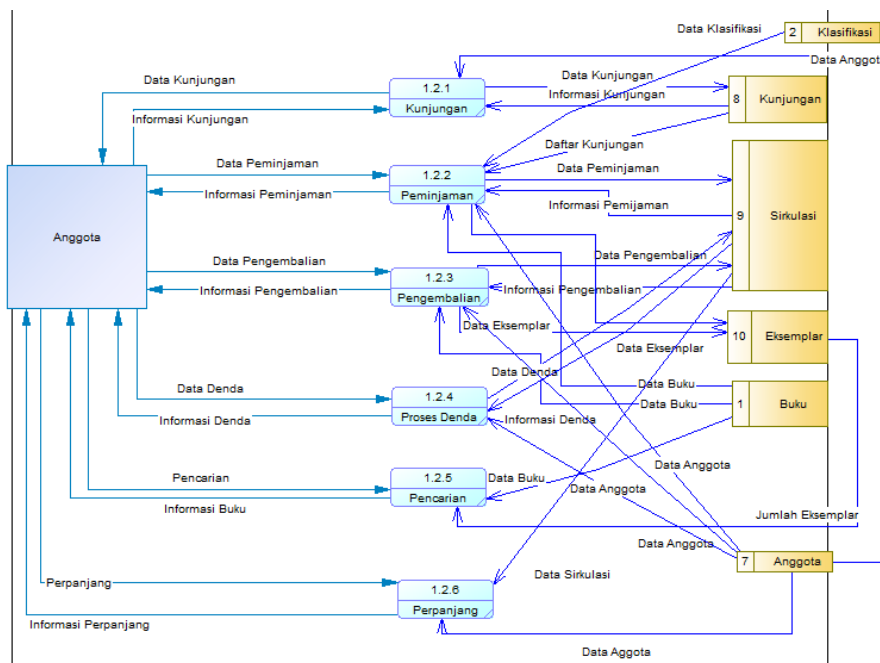 Data Klasifikasi
2 Klasifikasi
Data Anggot
Data Kunjungan
1.2.1
Kunjungan
Data Kunjungan
Informasi Kunjungan
8 Kunjungan
Informasi Kunjungan
Daftar Kunjungan
Data Peminjaman
1.2.2
Peminjaman
Data Peminjaman
Informasi Peminjaman
Informasi Pemijaman
9 Sirkulasi
Anggota
Data Pengembalian
Data Pengembalian
1.2.3
Pengembalian
Informasi Pengembalian
Informasi Pengembalian
Data Eksemplar
10 Eksemplar
Data Eksemplar
Data Denda
Data Denda
1.2.4
Proses Denda
Data Buku
Data Buku
1 Buku
Informasi Denda
Informasi Denda
Pencarian
1.2.5
Pencarian
Data Buku
Data Anggota
Data Anggota
Informasi Buku
Jumlah Eksemplar
Data Anggota
7 Anggota
Perpanjang
1.2.6
Perpanjang
Data Sirkulasi
Informasi Perpanjang
Data Aggota